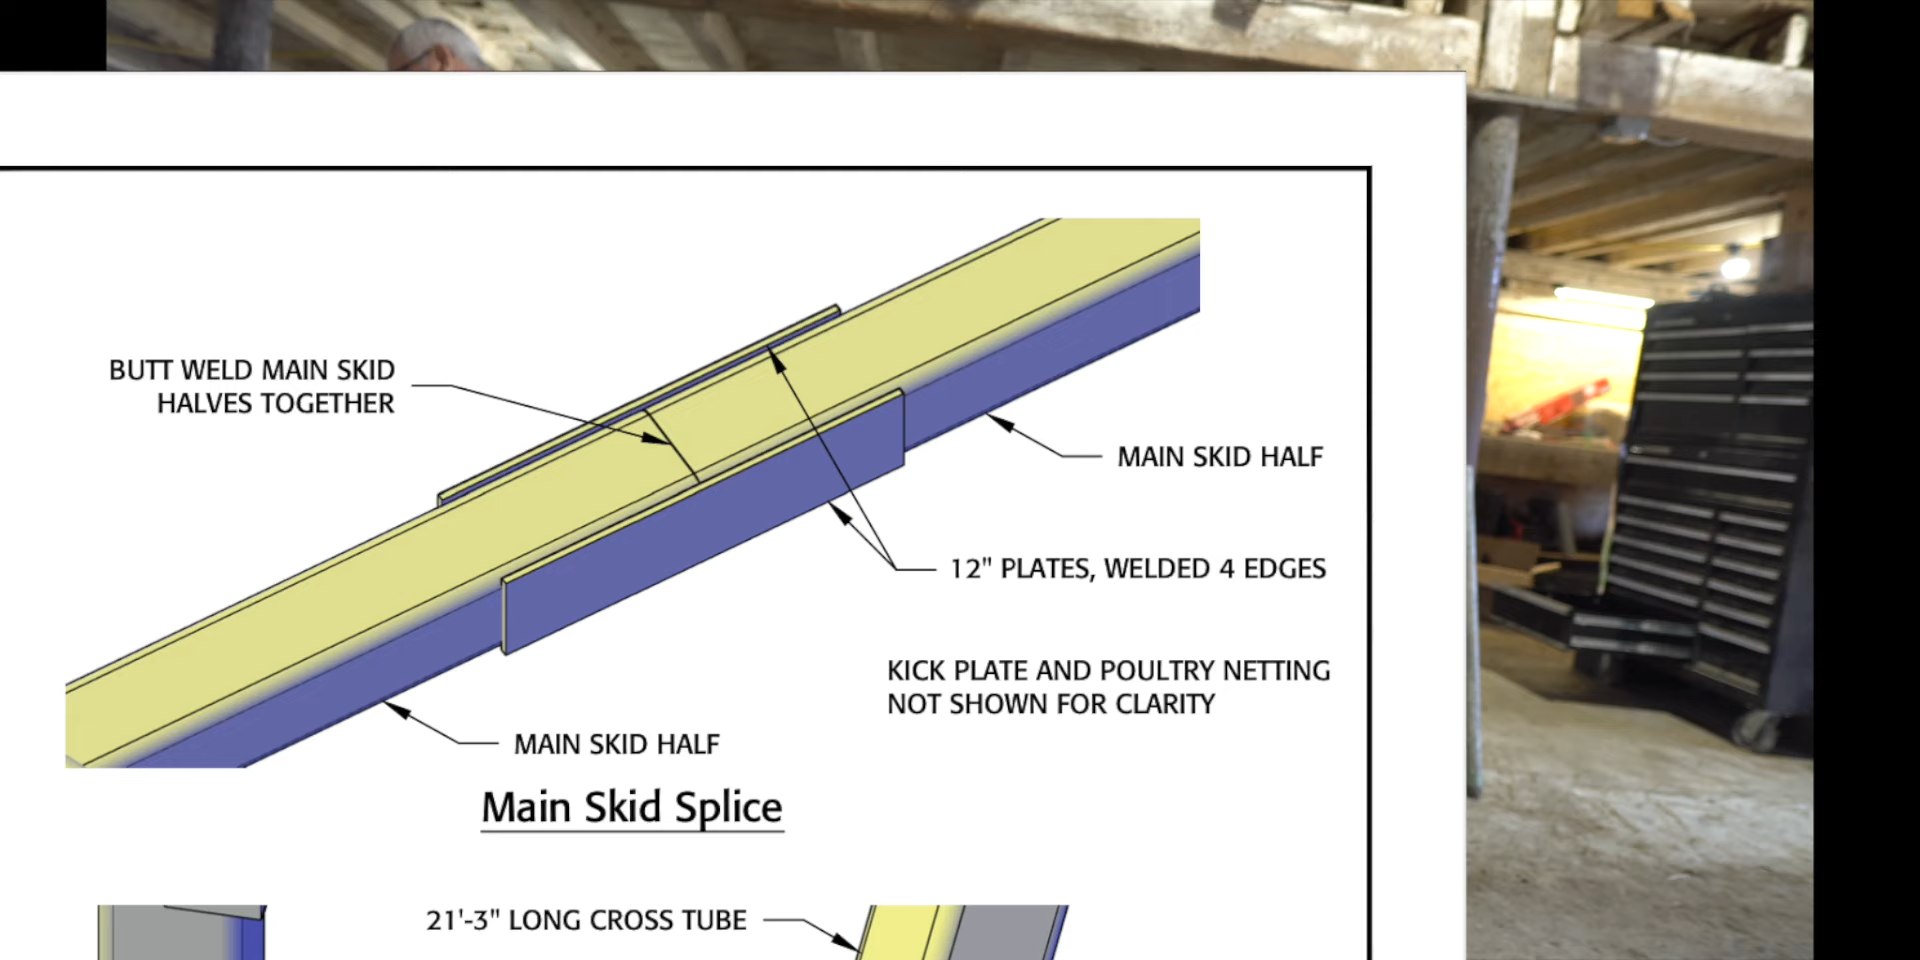 BUTT WELD MAIN SKID
HALVES TOGETHER
MAIN SKID HALF
12" PLATES, WELDED 4 EDGES
KICK PLATE AND POULTRY NETTING
NOT SHOWN FOR CLARITY
MAIN SKID HALF
Main Skid Splice
21'-3" LONG CROSS TUBE